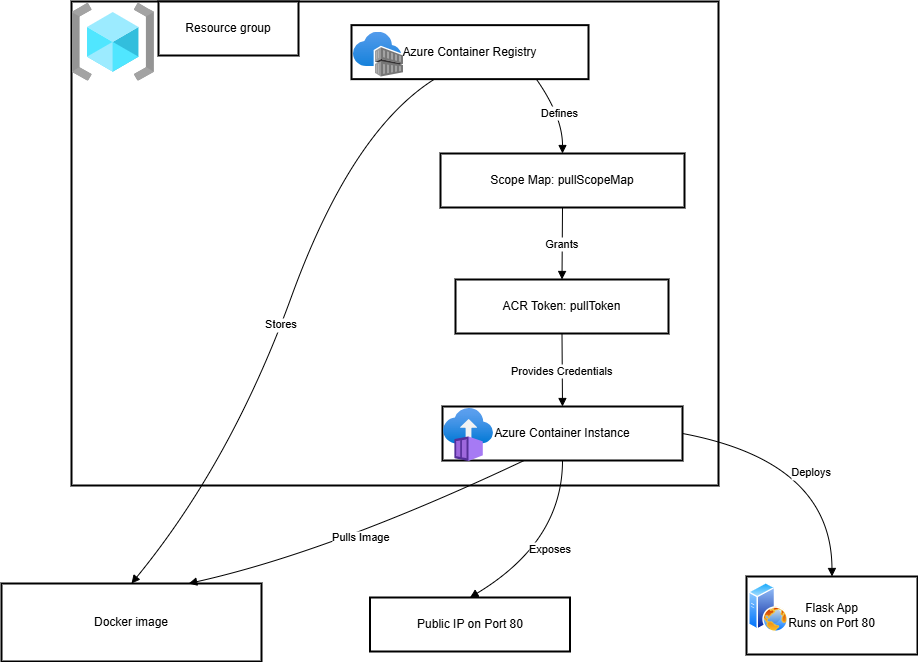 Resource group
Azure Container Registry
Defines
Scope Map: pullScopeMap
Grants
ACR Token: pullToken
Stores
Provides Credentials
Azure Container Instance
Deploys
Pulls Image
Exposes
Docker image
Public IP on Port 80
Flask App
Runs on Port 80